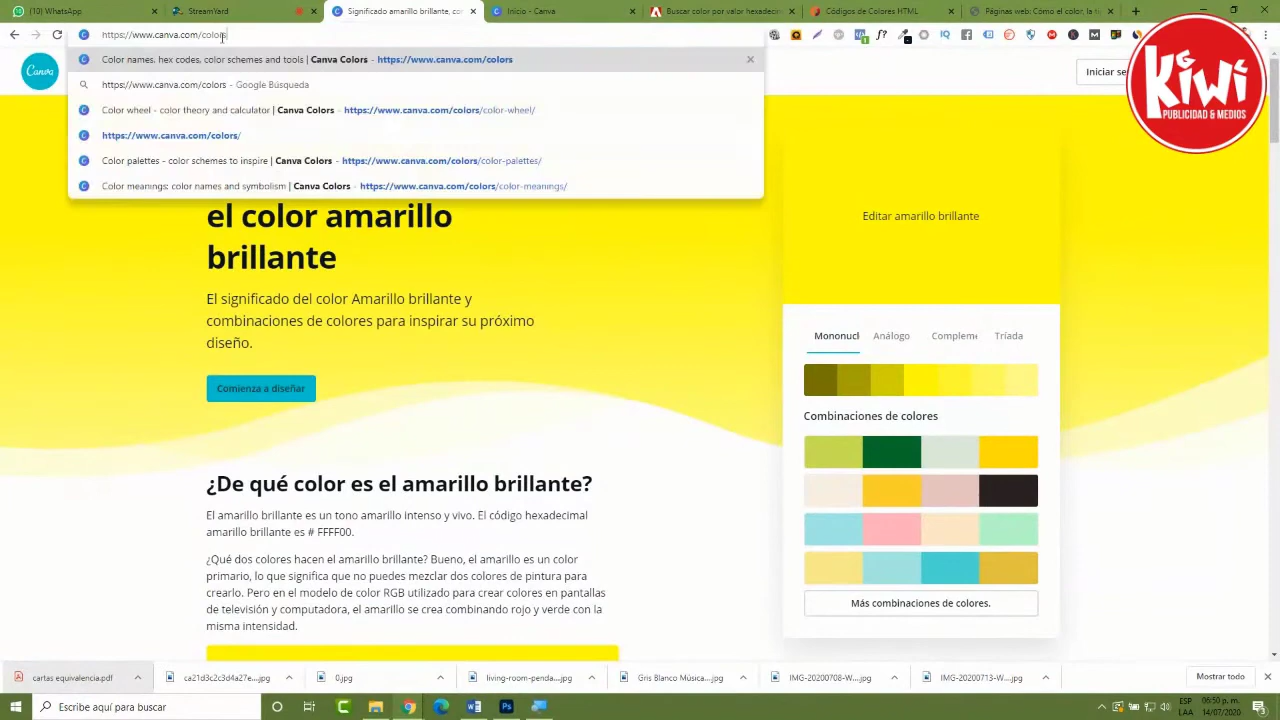 (10) WhatsApp
StreamYard
Significado amarillo brillante, co
Inicio - Canva
Buscar color por valor hexadecim
Códigos de Colores HTML
Páginas web: Cómo el color, la t
https://www.canva.com/colors
Color names, hex codes, color schemes and tools | Canva Colors - https://www.canva.com/colors
https://www.canva.com/colors - Google Búsqueda
Color wheel - color theory and calculator | Canva Colors - https://www.canva.com/colors/color-wheel/
https://www.canva.com/colors/
Color palettes - color schemes to inspire | Canva Colors - https://www.canva.com/colors/color-palettes/
Color meanings: color names and symbolism | Canva Colors - https://www.canva.com/colors/color-meanings/
Canva
Iniciar se
KiWi
PUBLICIDAD & MEDIOS
el color amarillo
brillante
El significado del color Amarillo brillante y
combinaciones de colores para inspirar su próximo
diseño.
Comienza a diseñar
Editar amarillo brillante
Mononucl
Análogo
Compleme
Tríada
Combinaciones de colores
Más combinaciones de colores.
¿De qué color es el amarillo brillante?
El amarillo brillante es un tono amarillo intenso y vivo. El código hexadecimal
amarillo brillante es # FFFF00.
¿Qué dos colores hacen el amarillo brillante? Bueno, el amarillo es un color
primario, lo que significa que no puedes mezclar dos colores de pintura para
crearlo. Pero en el modelo de color RGB utilizado para crear colores en pantallas
de televisión y computadora, el amarillo se crea combinando rojo y verde con la
misma intensidad.
cartas equivalencia.pdf
ca21d3c2c3d4a27e....jpg
0.jpg
living-room-penda....jpg
Gris Blanco Música....jpg
IMG-20200708-W....jpg
IMG-20200713-W....jpg
Mostrar todo
Escribe aquí para buscar
ESP
LAA
06:50 p. m.
14/07/2020